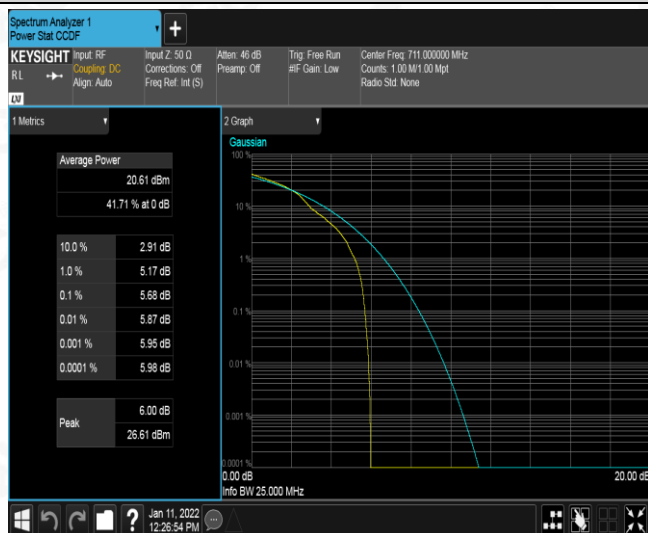 Spectrum Analyzer 1
Power Stat CCDF
KEYSIGHT
RL
LXI
Input: RF
Coupling: DC
Align: Auto
Input Z: 50 Ω
Corrections: Off
Freq Ref: Int (S)
Atten: 46 dB
Preamp: Off
Trig: Free Run
#IF Gain: Low
Center Freq: 711.000000 MHz
Counts: 1.00 M/1.00 Mpt
Radio Std: None
1 Metrics
Average Power
20.61 dBm
41.71 % at 0 dB
10.0 % 2.91 dB
1.0 % 5.17 dB
0.1 % 5.68 dB
0.01 % 5.87 dB
0.001 % 5.95 dB
0.0001 % 5.98 dB
Peak
6.00 dB
26.61 dBm
2 Graph
Gaussian
100 %
10 %
1 %
0.1 %
0.01 %
0.001 %
0.0001 %
0.00 dB 20.00 dB
Info BW 25.000 MHz
Jan 11, 2022
12:26:54 PM